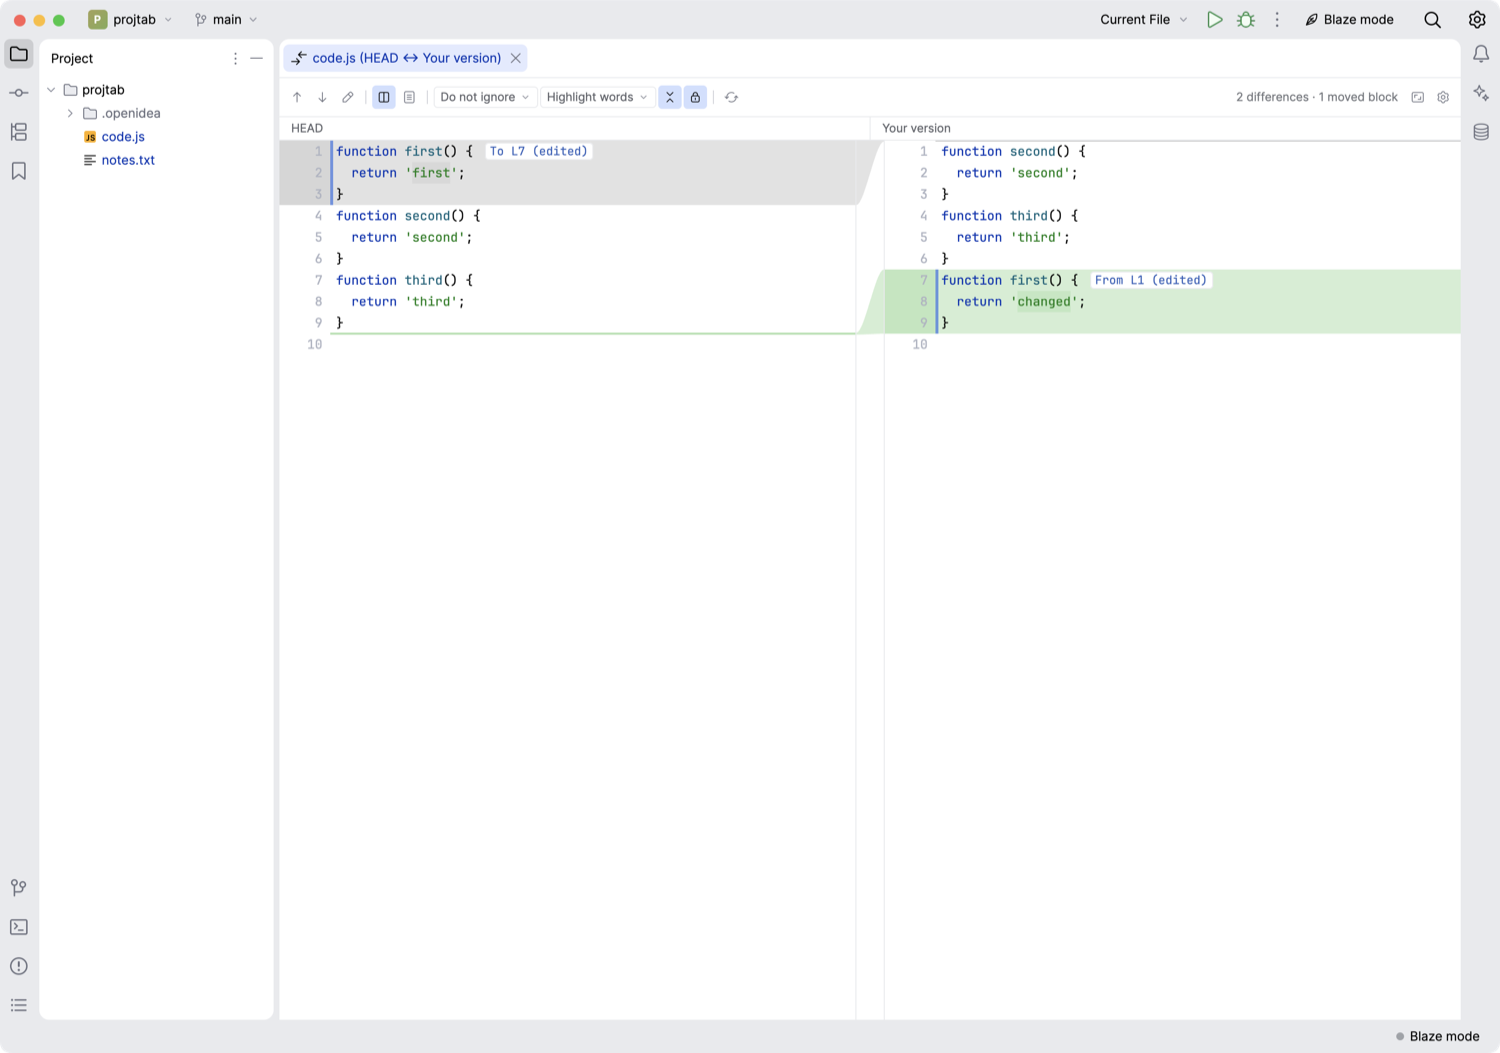 P projtab main Current File Blaze mode
Project
code.js (HEAD ↔ Your version)
projtab
.openidea
JS code.js
notes.txt
Do not ignore Highlight words 2 differences · 1 moved block
HEAD
1 function first() { To L7 (edited)
2 return 'first';
3 }
4 function second() {
5 return 'second';
6 }
7 function third() {
8 return 'third';
9 }
10
Your version
1 function second() {
2 return 'second';
3 }
4 function third() {
5 return 'third';
6 }
7 function first() { From L1 (edited)
8 return 'changed';
9 }
10
Blaze mode